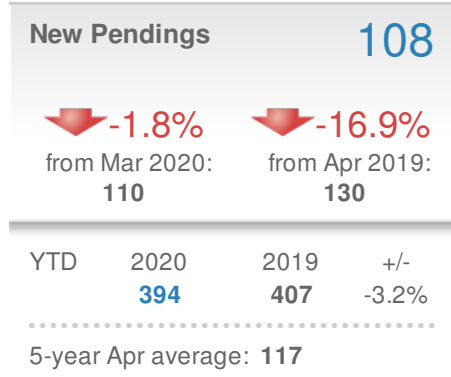 New Pendings 108
-1.8% -16.9%
from Mar 2020: from Apr 2019:
110 130
YTD 2020 2019 +/-
394 407 -3.2%
5-year Apr average: 117